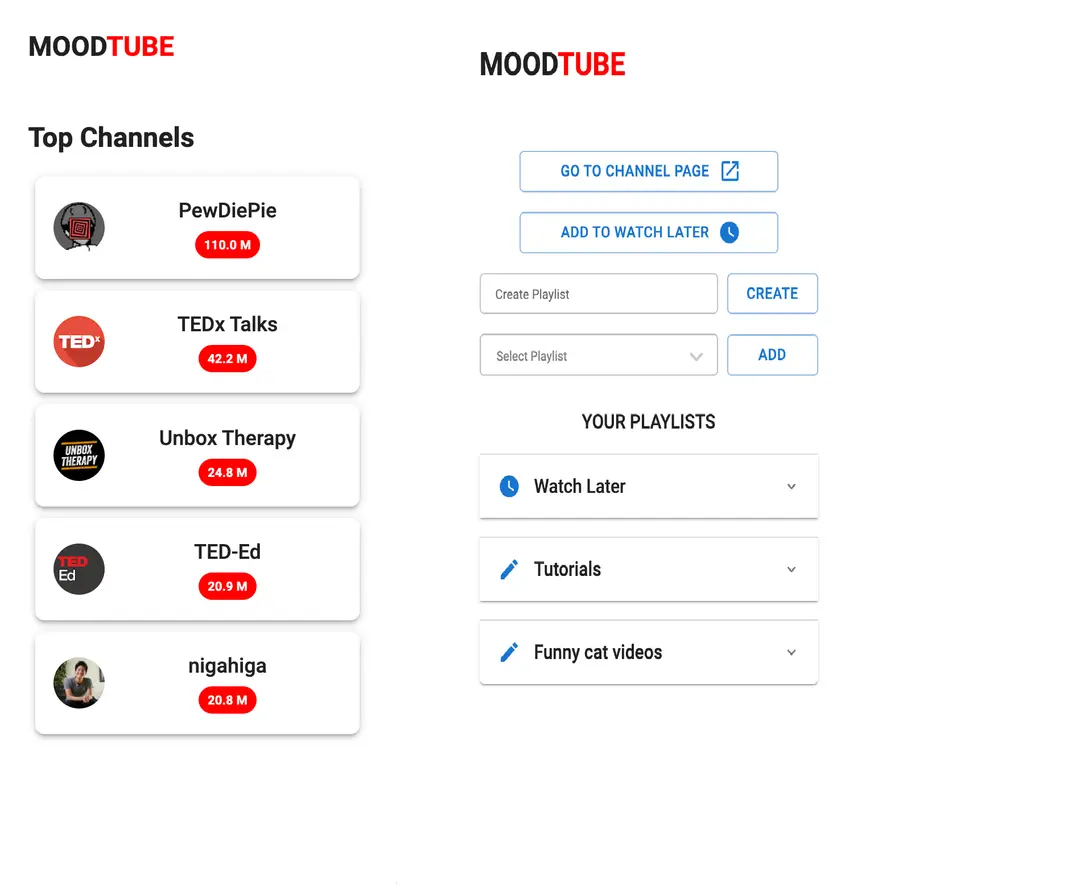 MOODTUBE
Top Channels
PewDiePie
110.0 M
TEDx
TEDx Talks
42.2 M
UNBOX
THERAPY
Unbox Therapy
24.8 M
TED
Ed
TED-Ed
20.9 M
nigahiga
20.8 M
MOODTUBE
GO TO CHANNEL PAGE
ADD TO WATCH LATER
Create Playlist
CREATE
Select Playlist
ADD
YOUR PLAYLISTS
Watch Later
Tutorials
Funny cat videos